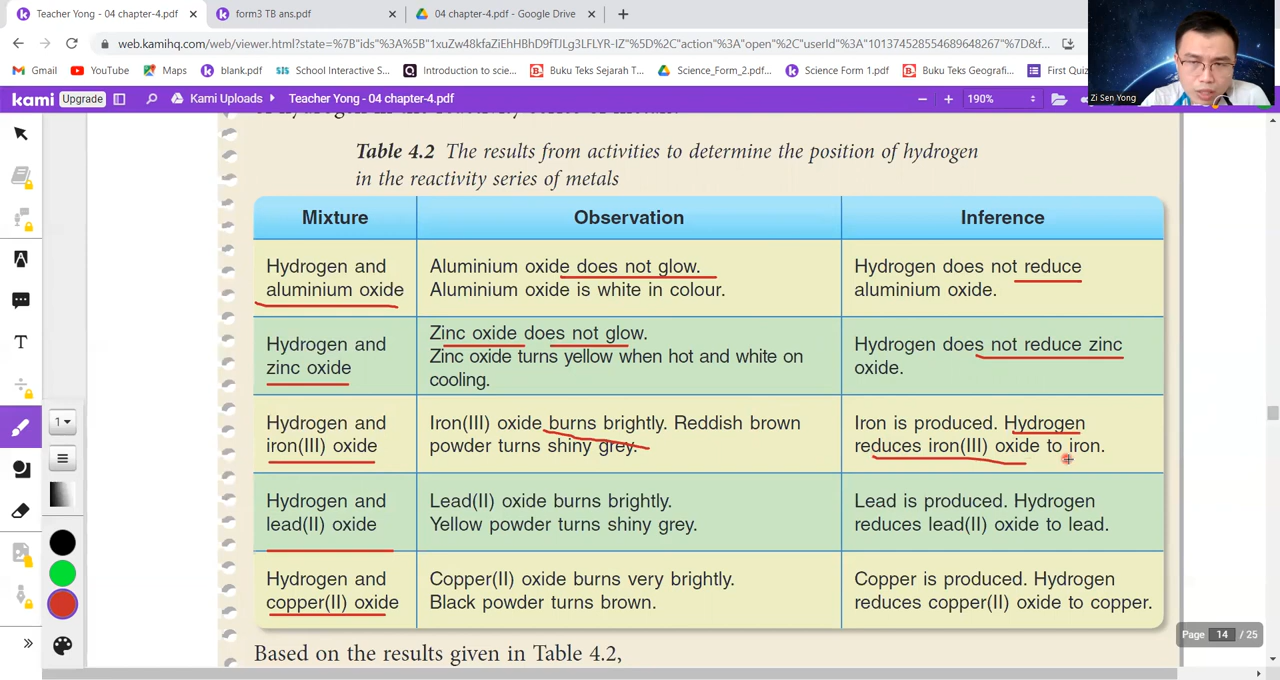 Teacher Yong - 04 chapter-4.pdf
form3 TB ans.pdf
04 chapter-4.pdf - Google Drive
web.kamihq.com/web/viewer.html?state=%7B"ids"%3A%5B"1xuZw48kfaZiEhHBhD9fTJLg3LFLYR-IZ"%5D%2C"action"%3A"open"%2C"userId"%3A"101374528554689648267"%7D&f...
Gmail
YouTube
Maps
blank.pdf
School Interactive S...
Introduction to scie...
Buku Teks Sejarah T...
Science_Form_2.pdf...
Science Form 1.pdf
Buku Teks Geografi...
First Quiz
Zi Sen Yong
kami
Upgrade
Kami Uploads
Teacher Yong - 04 chapter-4.pdf
190%
Table 4.2 The results from activities to determine the position of hydrogen
in the reactivity series of metals
Mixture
Observation
Inference
Hydrogen and
aluminium oxide
Aluminium oxide does not glow.
Aluminium oxide is white in colour.
Hydrogen does not reduce
aluminium oxide.
Hydrogen and
zinc oxide
Zinc oxide does not glow.
Zinc oxide turns yellow when hot and white on
cooling.
Hydrogen does not reduce zinc
oxide.
Hydrogen and
iron(III) oxide
Iron(III) oxide burns brightly. Reddish brown
powder turns shiny grey.
Iron is produced. Hydrogen
reduces iron(III) oxide to iron.
Hydrogen and
lead(II) oxide
Lead(II) oxide burns brightly.
Yellow powder turns shiny grey.
Lead is produced. Hydrogen
reduces lead(II) oxide to lead.
Hydrogen and
copper(II) oxide
Copper(II) oxide burns very brightly.
Black powder turns brown.
Copper is produced. Hydrogen
reduces copper(II) oxide to copper.
Based on the results given in Table 4.2,
Page 14 / 25
1